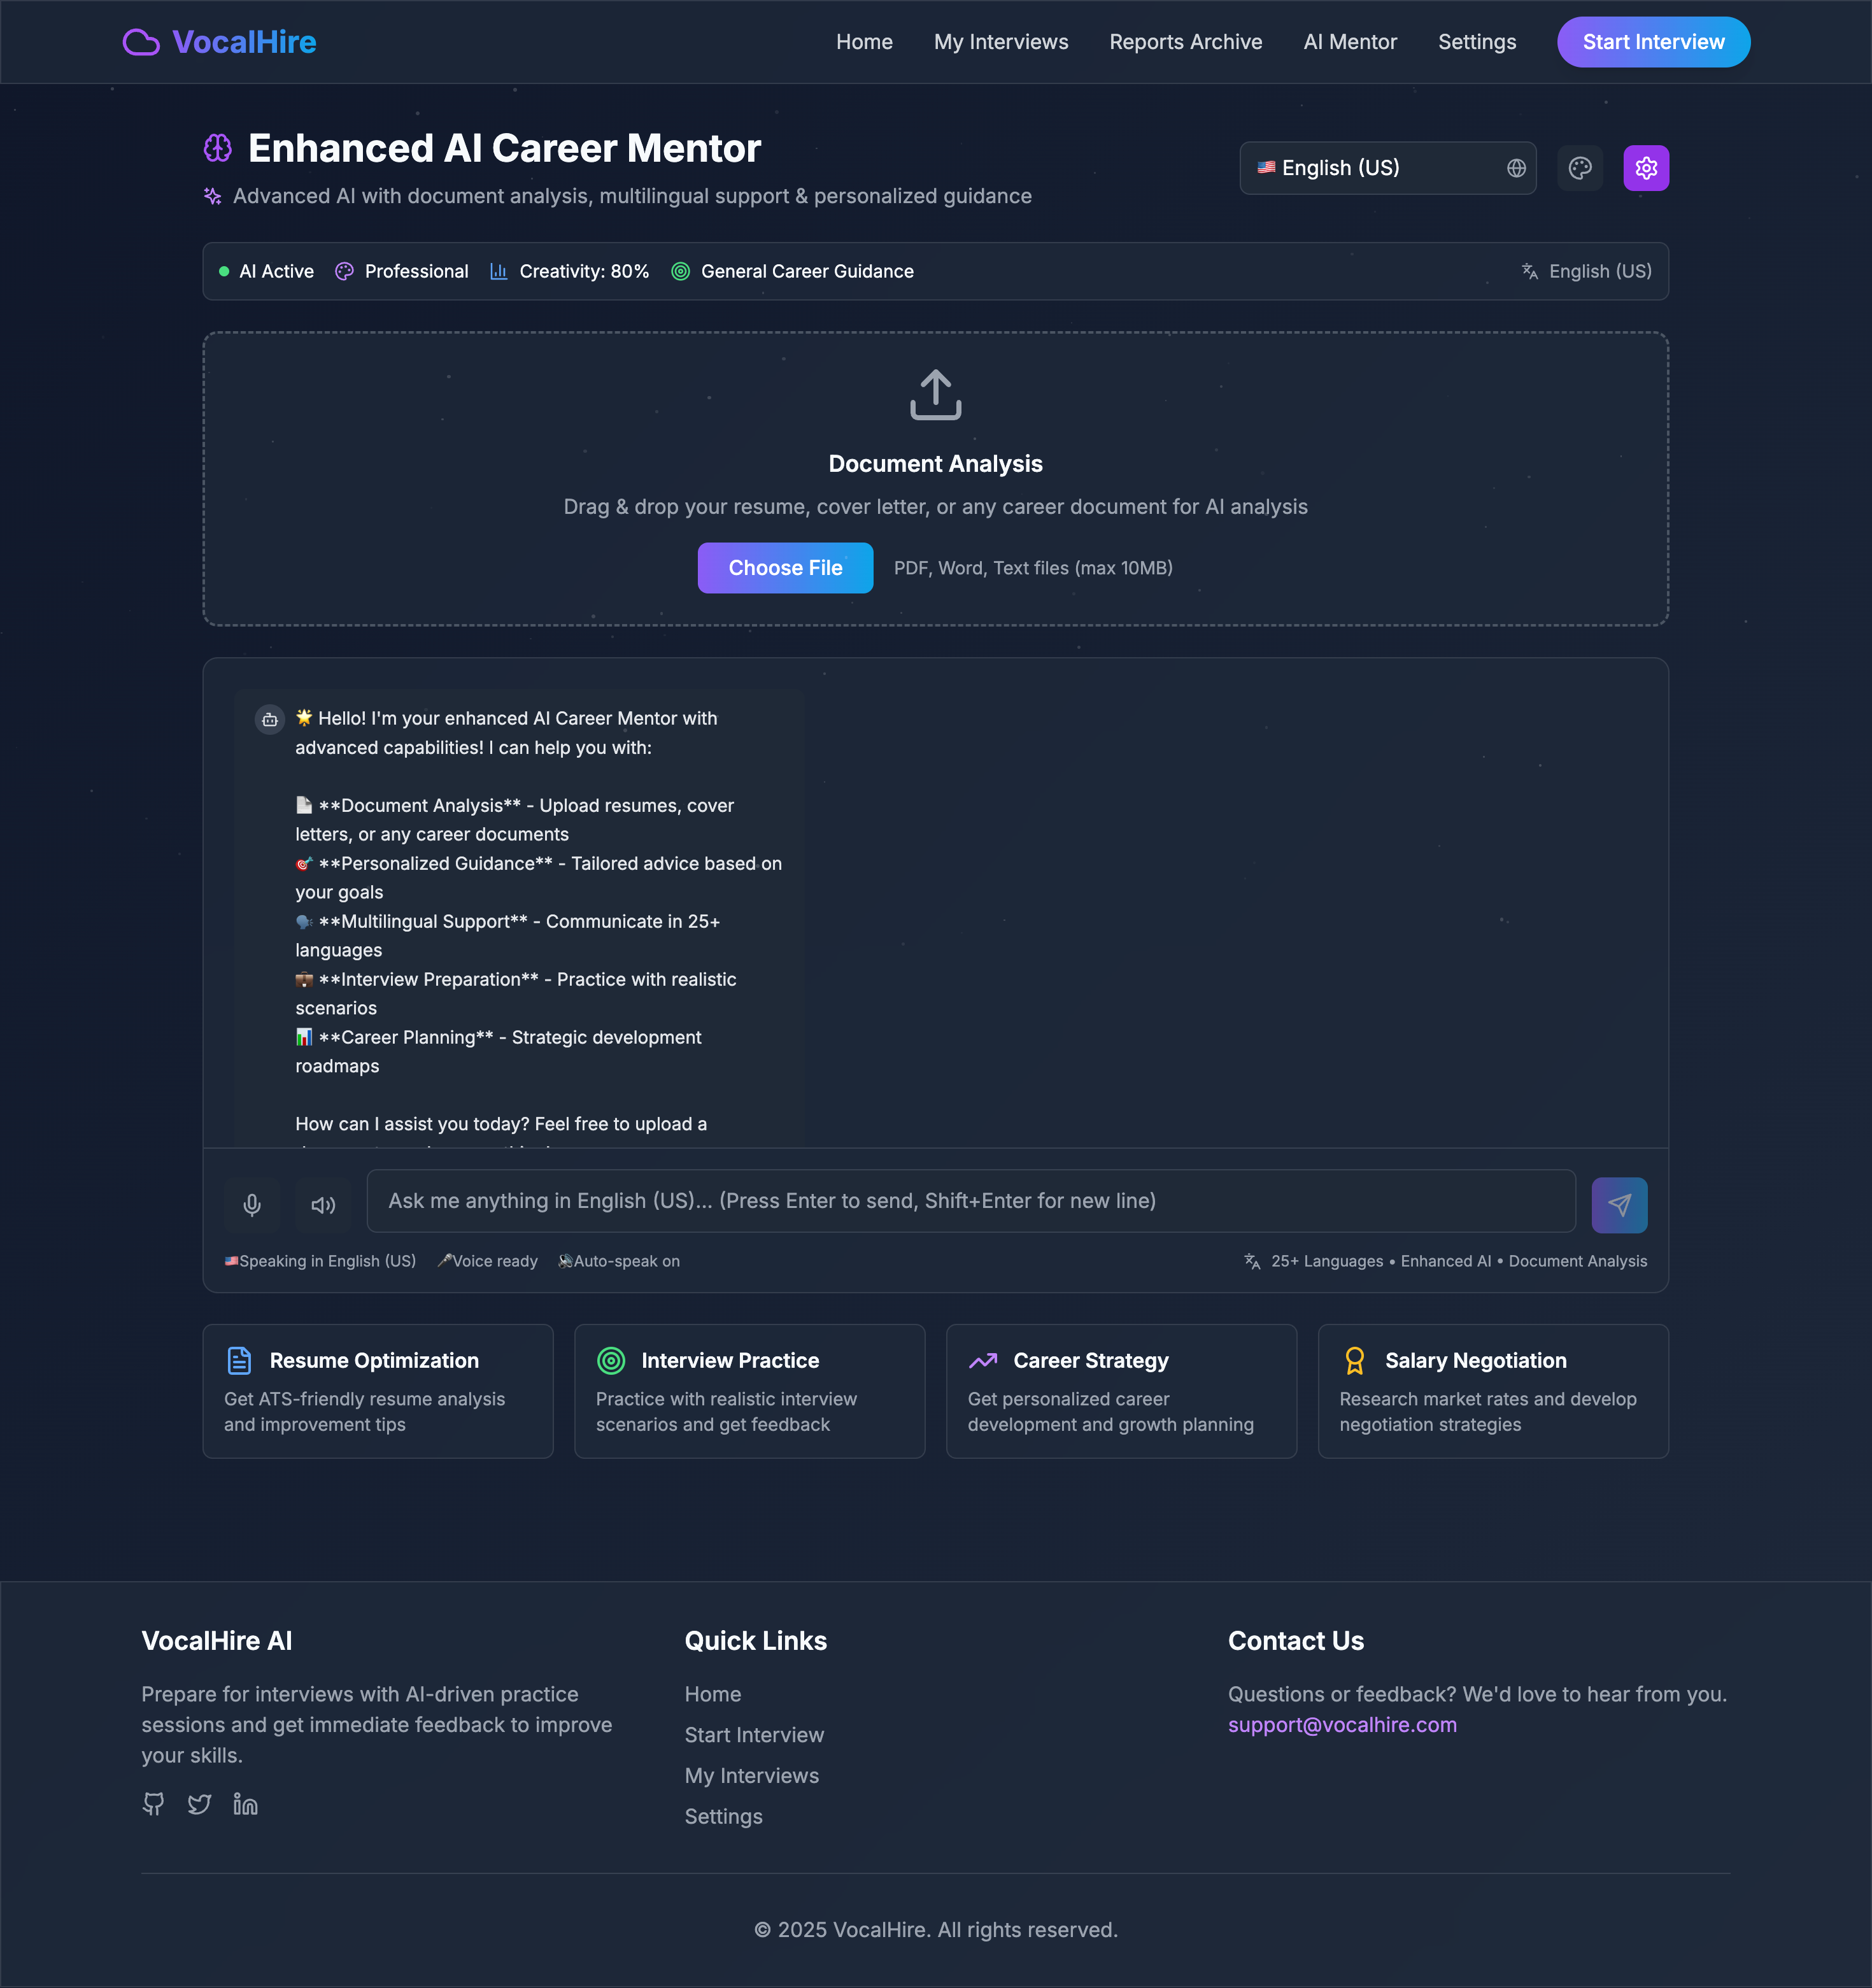 VocalHire
Home My Interviews Reports Archive AI Mentor Settings Start Interview
Enhanced AI Career Mentor
Advanced AI with document analysis, multilingual support & personalized guidance
🇺🇸 English (US)
AI Active Professional Creativity: 80% General Career Guidance English (US)
Document Analysis
Drag & drop your resume, cover letter, or any career document for AI analysis
Choose File PDF, Word, Text files (max 10MB)
🌟 Hello! I'm your enhanced AI Career Mentor with
advanced capabilities! I can help you with:
📄 **Document Analysis** - Upload resumes, cover
letters, or any career documents
🎯 **Personalized Guidance** - Tailored advice based on
your goals
🗣️ **Multilingual Support** - Communicate in 25+
languages
💼 **Interview Preparation** - Practice with realistic
scenarios
📊 **Career Planning** - Strategic development
roadmaps
How can I assist you today? Feel free to upload a
Ask me anything in English (US)... (Press Enter to send, Shift+Enter for new line)
🇺🇸Speaking in English (US) 🎤Voice ready 🔊Auto-speak on 25+ Languages • Enhanced AI • Document Analysis
Resume Optimization
Get ATS-friendly resume analysis
and improvement tips
Interview Practice
Practice with realistic interview
scenarios and get feedback
Career Strategy
Get personalized career
development and growth planning
Salary Negotiation
Research market rates and develop
negotiation strategies
VocalHire AI
Prepare for interviews with AI-driven practice
sessions and get immediate feedback to improve
your skills.
Quick Links
Home
Start Interview
My Interviews
Settings
Contact Us
Questions or feedback? We'd love to hear from you.
support@vocalhire.com
© 2025 VocalHire. All rights reserved.